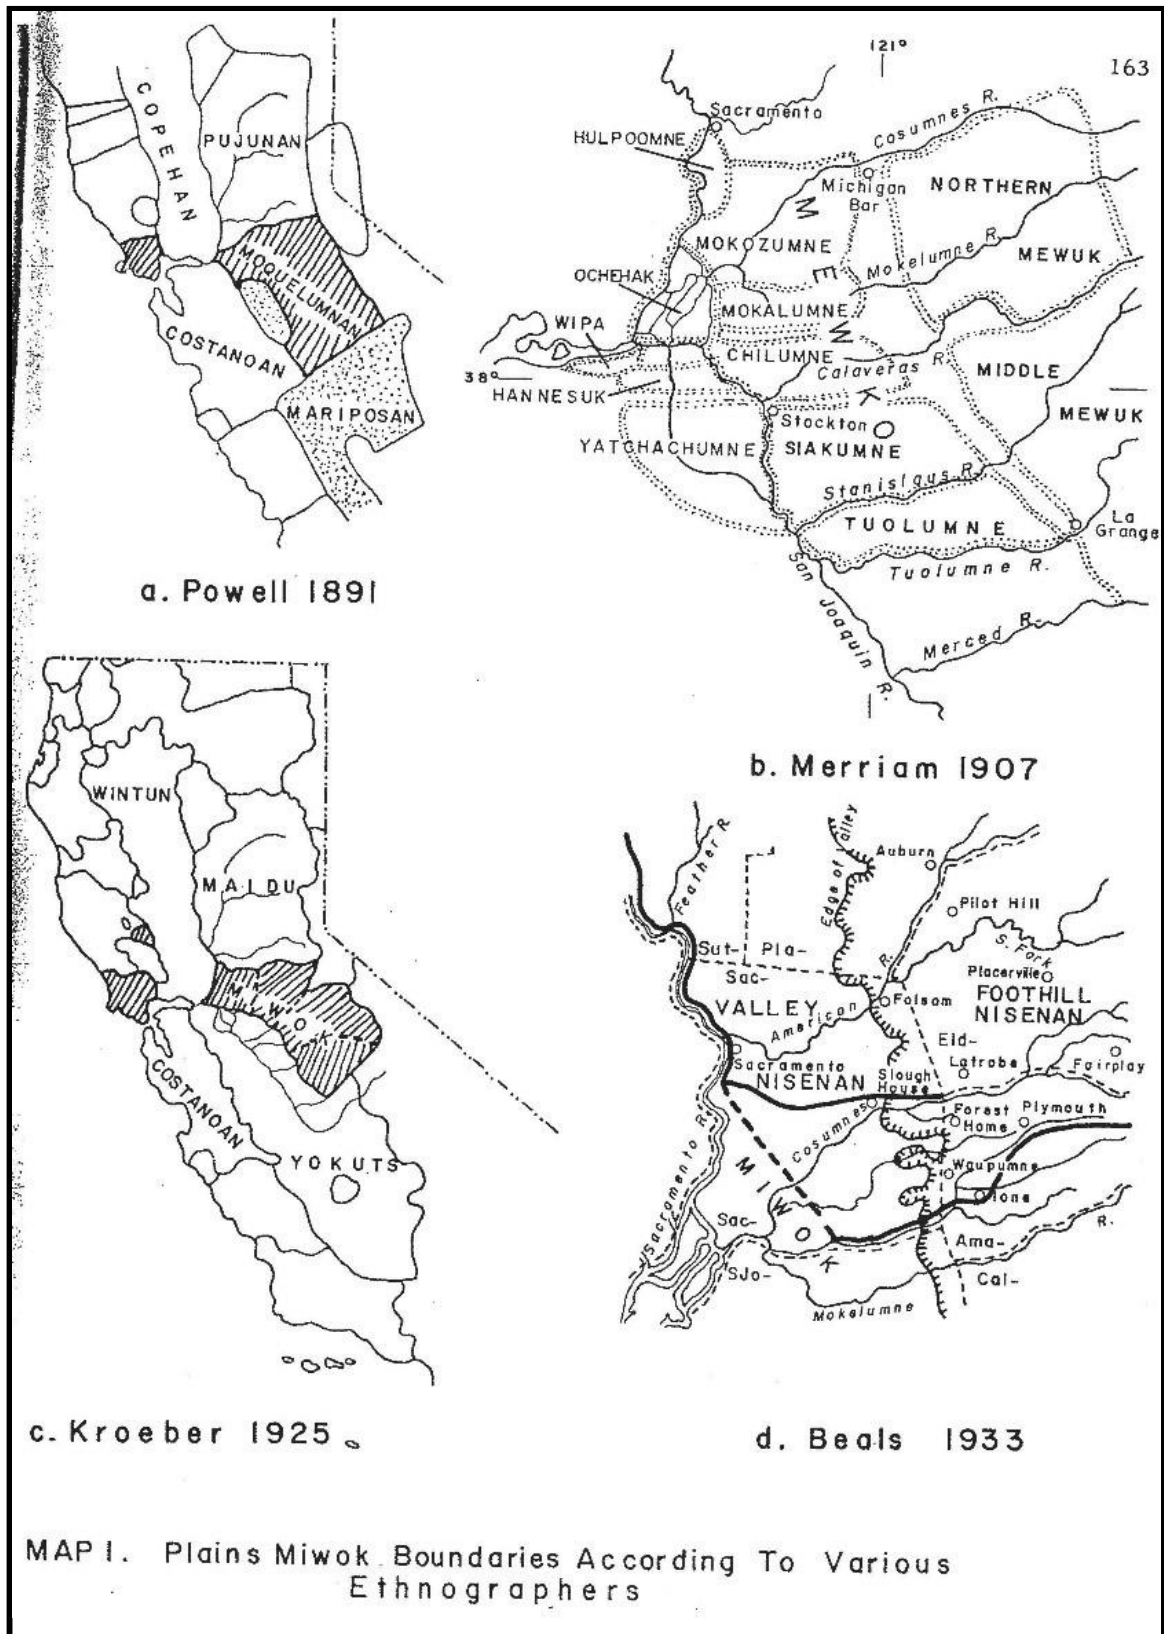 163
COPEHAN
PUJUNAN
MOQUELUMNAN
COSTANOAN
MARIPOSAN
a. Powell 1891
121°
Sacramento
HULPOOMNE
Cosumnes R.
Michigan
Bar
NORTHERN
MEWUK
MOKOZUMNE
Mokelumne R.
OCHEHAK
MEWKO
MOKALUMNE
WIPA
CHILUMNE
Calaveras R.
MIDDLE
MEWUK
38°
HANNESUK
Stockton
YATCHACHUMNE
SIAKUMNE
Stanislaus R.
TUOLUMNE
La
Grange
Tuolumne R.
San Joaquin R.
Merced R.
b. Merriam 1907
WINTUN
MAIDU
MIWOK
COSTANOAN
YOKUTS
c. Kroeber 1925
Feather R.
Edge of Valley
Auburn
Pilot Hill
S. Fork
Sut- Pla-
Sac-
R.
Placerville
FOOTHILL
NISENAN
VALLEY
American
Folsom
Eld-
Latrobe
Fairplay
Sacramento
NISENAN
Slough
House
Cosumnes
Forest
Home
Plymouth
MIWOK
Waupumne
Ione
Sacramento R.
Sac-
SJo-
Ama-
Cal-
R.
Mokelumne
d. Beals 1933
MAP 1. Plains Miwok Boundaries According To Various
Ethnographers